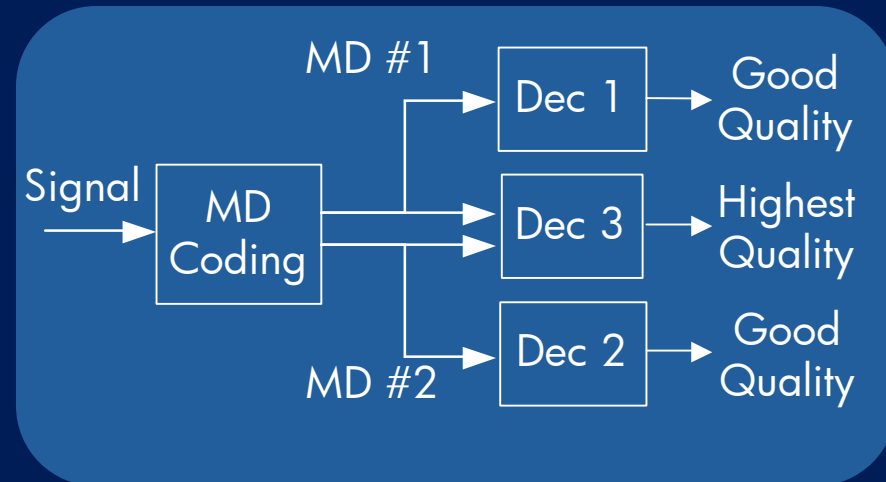 MD #1
Dec 1
Good
Quality
Signal
MD
Coding
Dec 3
Highest
Quality
MD #2
Dec 2
Good
Quality